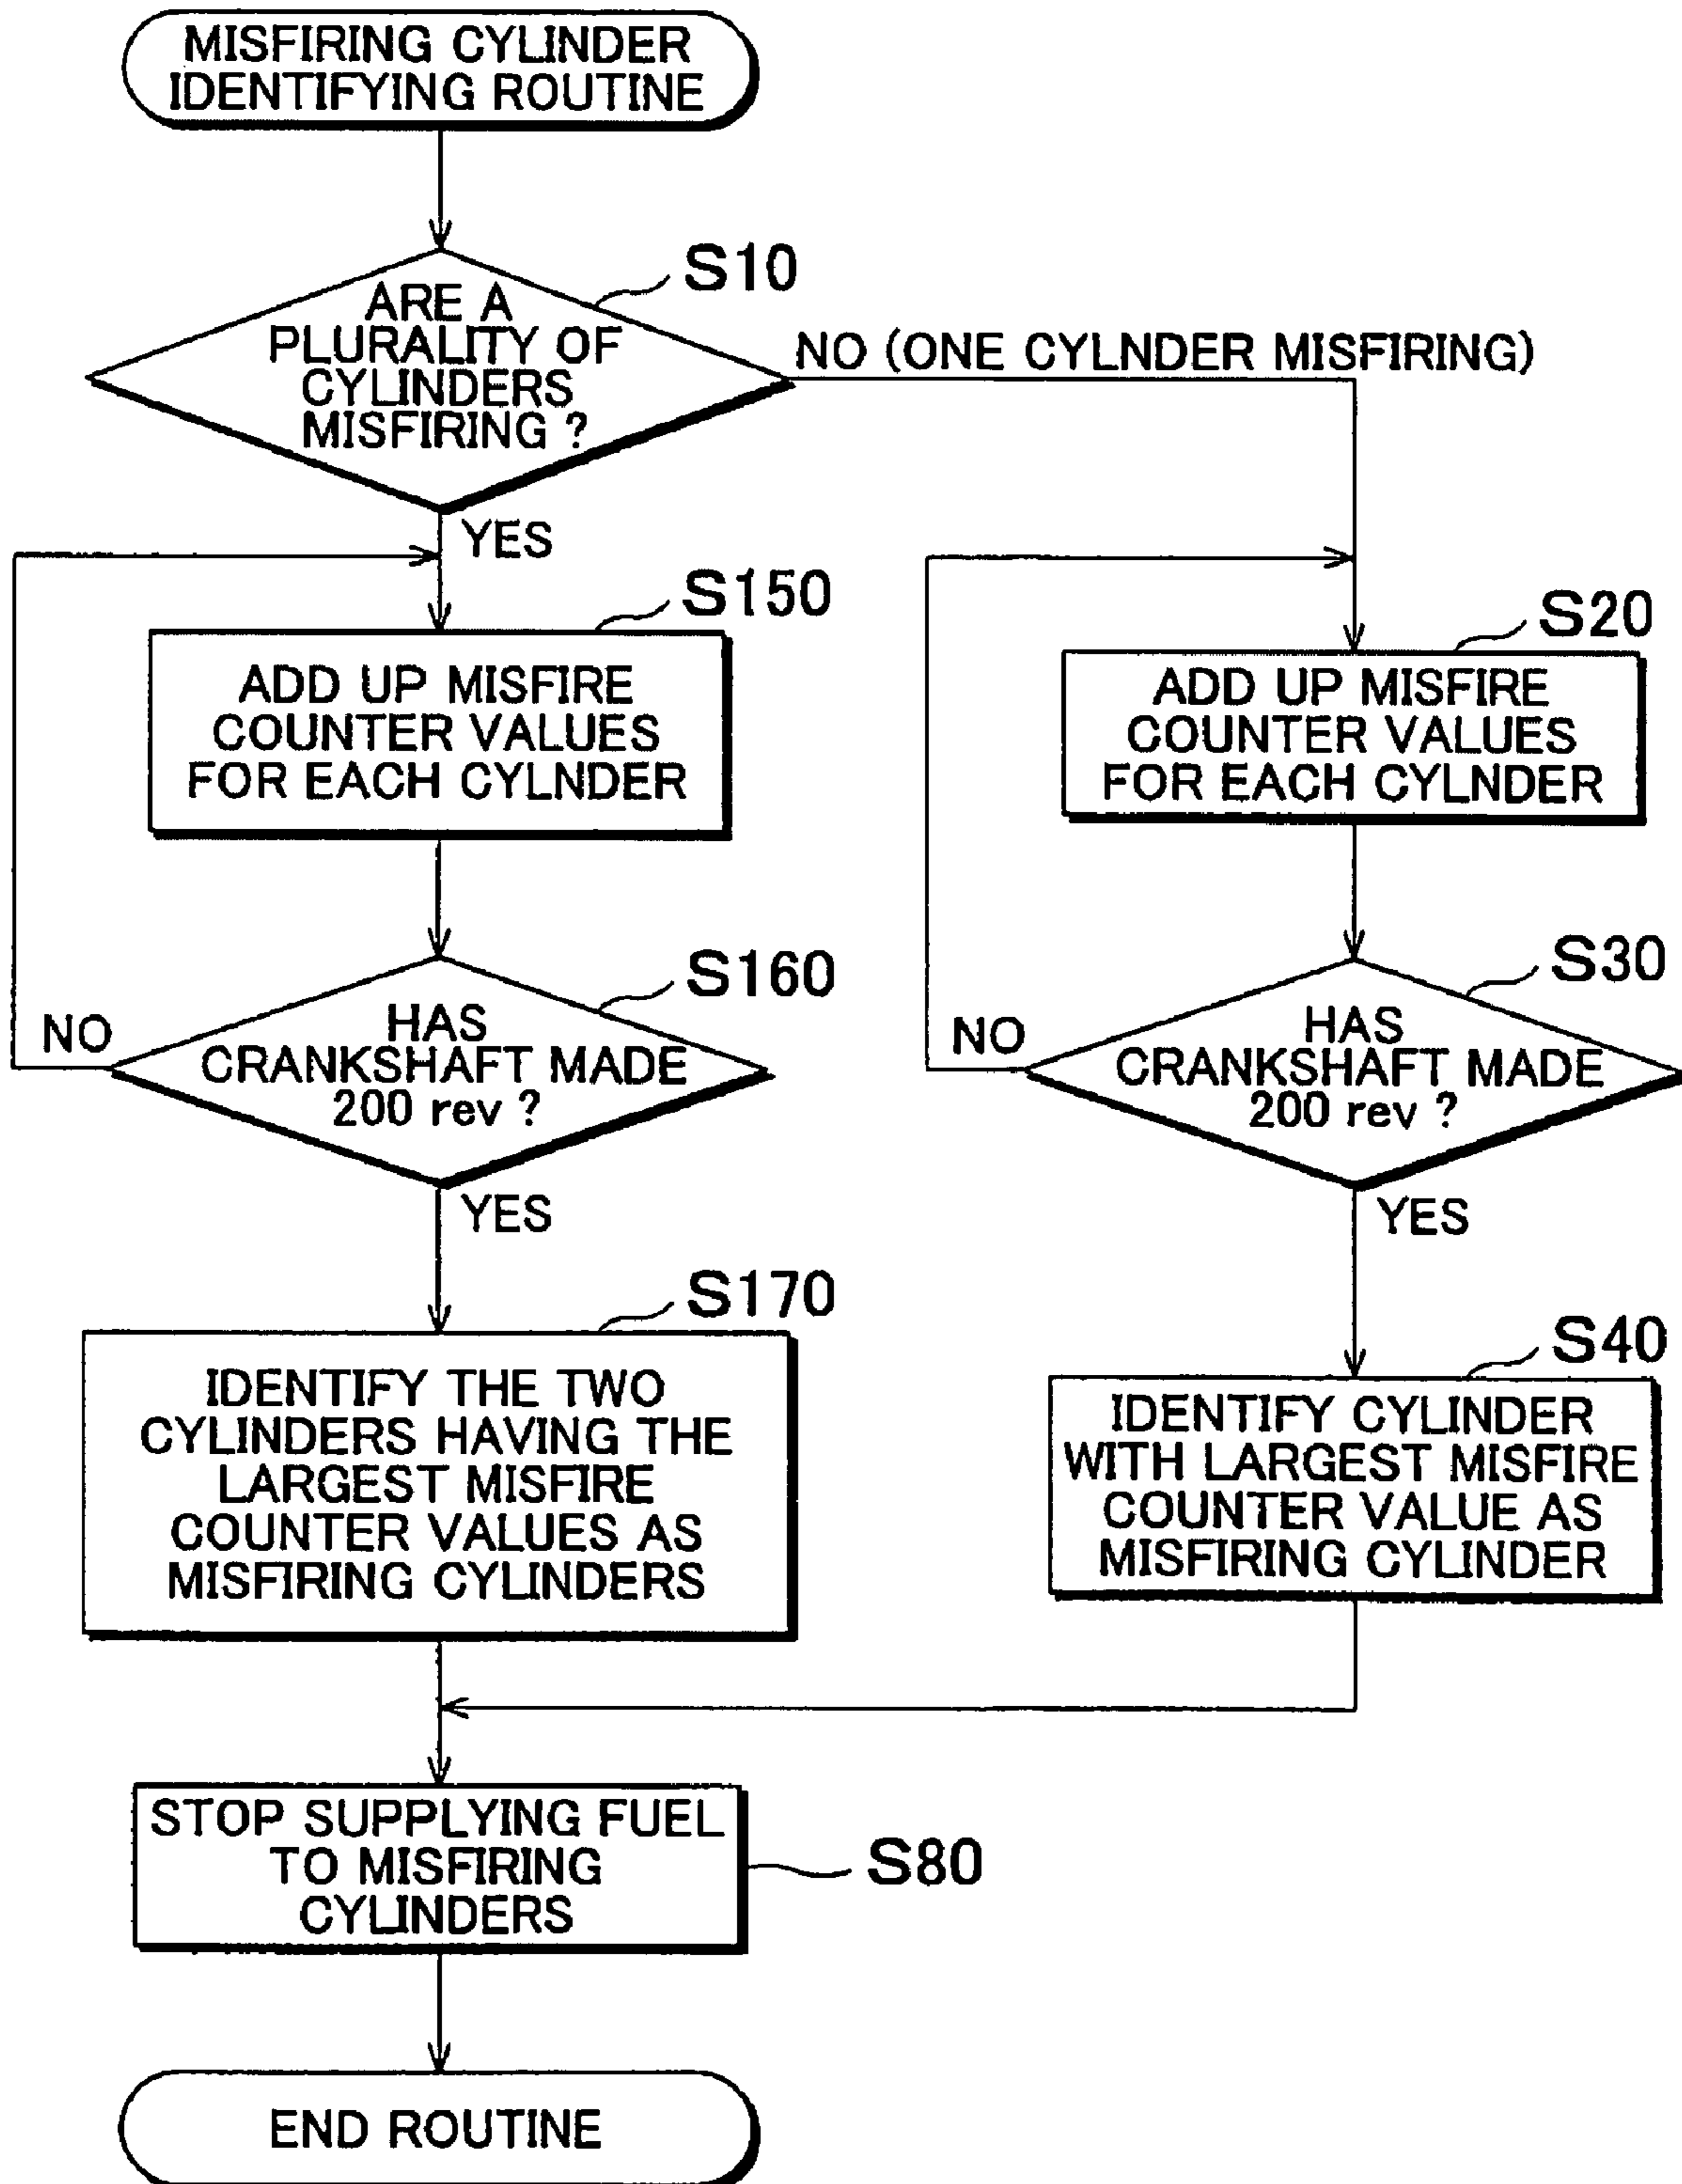 MISFIRING CYLINDER
IDENTIFYING ROUTINE
S10
ARE A
PLURALITY OF
CYLINDERS
MISFIRING ?
NO (ONE CYLNDER MISFIRING)
YES
S150
ADD UP MISFIRE
COUNTER VALUES
FOR EACH CYLNDER
S160
HAS
CRANKSHAFT MADE
200 rev ?
NO
YES
S170
IDENTIFY THE TWO
CYLINDERS HAVING THE
LARGEST MISFIRE
COUNTER VALUES AS
MISFIRING CYLINDERS
S20
ADD UP MISFIRE
COUNTER VALUES
FOR EACH CYLNDER
S30
HAS
CRANKSHAFT MADE
200 rev ?
NO
YES
S40
IDENTIFY CYLINDER
WITH LARGEST MISFIRE
COUNTER VALUE AS
MISFIRING CYLINDER
STOP SUPPLYING FUEL
TO MISFIRING
CYLINDERS
S80
END ROUTINE